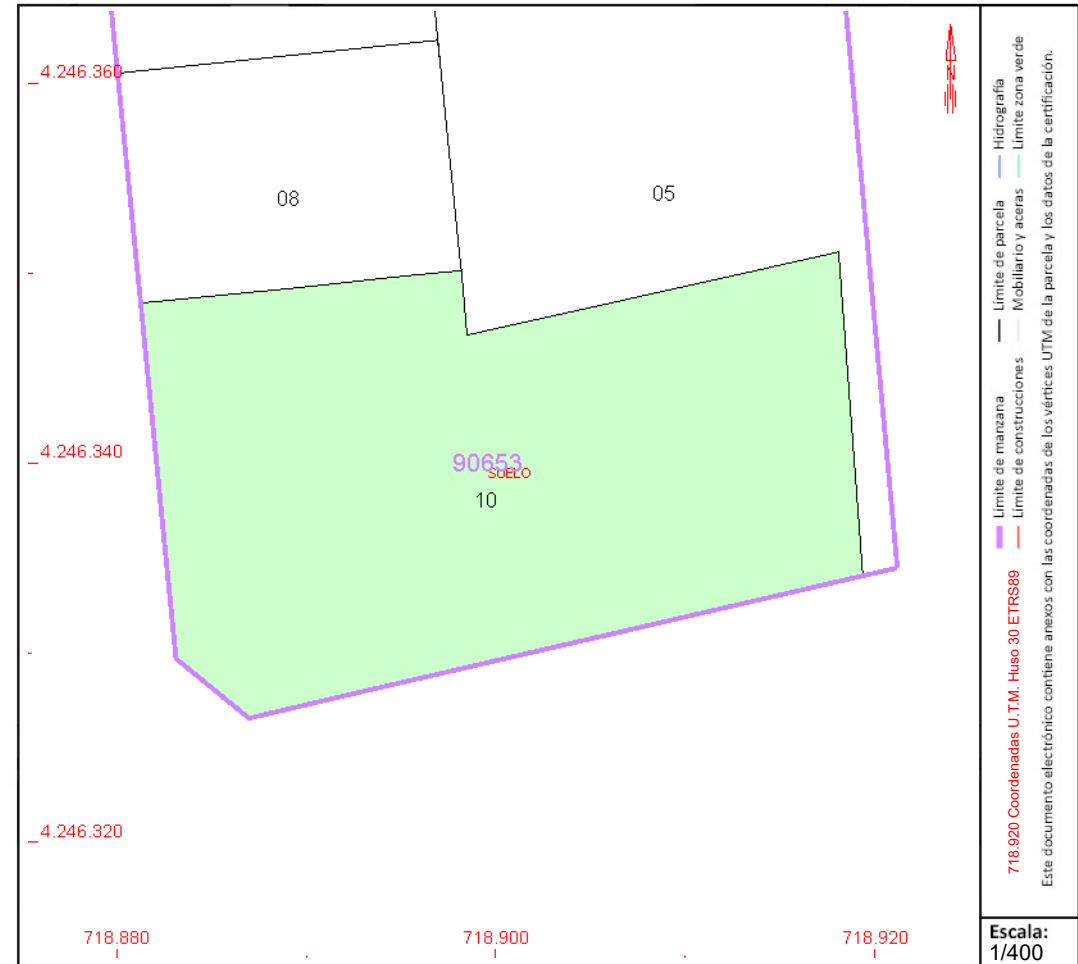 4.246.360
08
05
4.246.340
90653
SUELO
10
4.246.320
718.880
718.900
718.920
Límite de manzana
Límite de parcela
Hidrografía
Límite de construcciones
Mobiliario y aceras
Límite zona verde
718.920 Coordenadas U.T.M. Huso 30 ETRS89
Este documento electrónico contiene anexos con las coordenadas de los vértices UTM de la parcela y los datos de la certificación.
N
Escala:
1/400